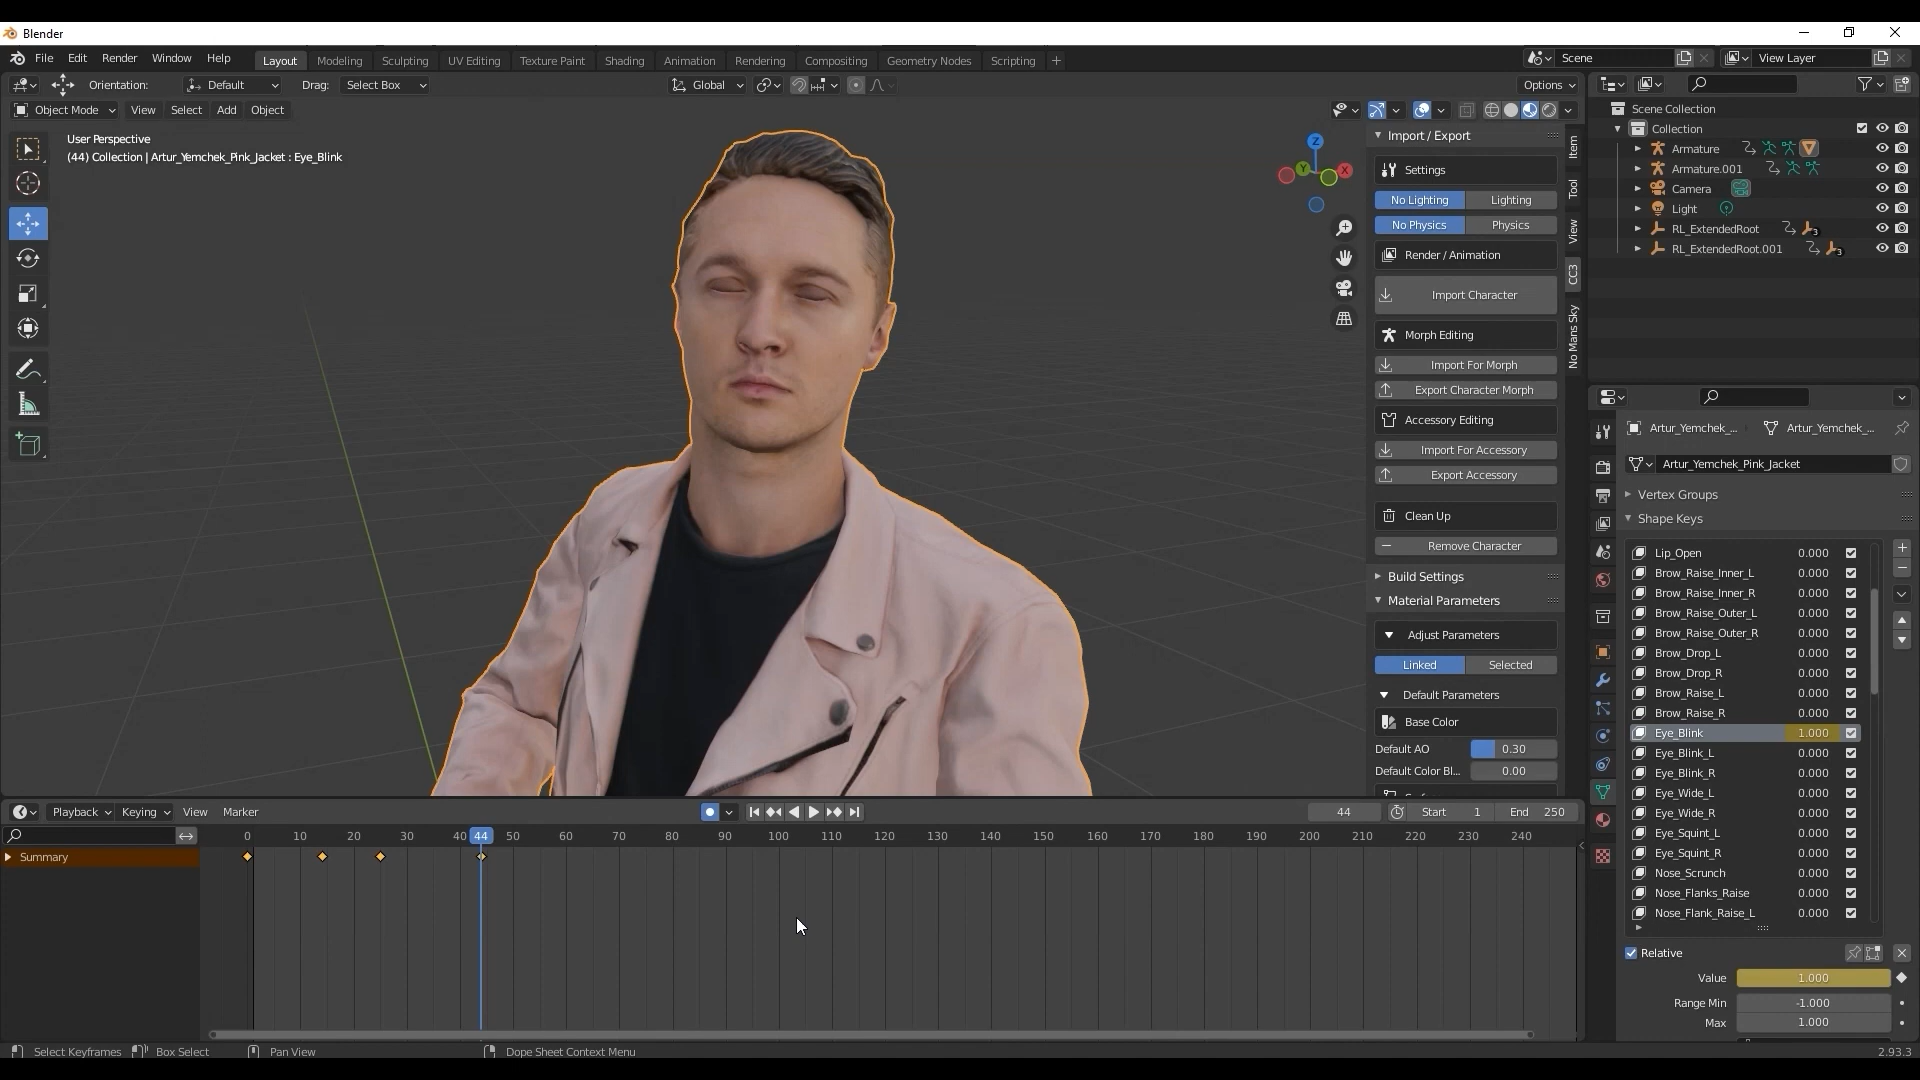 Blender
File Edit Render Window Help Layout Modeling Sculpting UV Editing Texture Paint Shading Animation Rendering Compositing Geometry Nodes Scripting + Scene View Layer
Orientation: Default Drag: Select Box Global Options
Object Mode View Select Add Object
User Perspective
(44) Collection | Artur_Yemchek_Pink_Jacket : Eye_Blink
Z
Y
X
Import / Export
Settings
No Lighting Lighting
No Physics Physics
Render / Animation
Import Character
Morph Editing
Import For Morph
Export Character Morph
Accessory Editing
Import For Accessory
Export Accessory
Clean Up
Remove Character
Build Settings
Material Parameters
Adjust Parameters
Linked Selected
Default Parameters
Base Color
Default AO 0.30
Default Color Bl... 0.00
Item
Tool
View
CC3
No Mans Sky
Scene Collection
Collection
Armature
Armature.001
Camera
Light
RL_ExtendedRoot 3
RL_ExtendedRoot.001 3
Artur_Yemchek_... Artur_Yemchek_...
Artur_Yemchek_Pink_Jacket
Vertex Groups
Shape Keys
Lip_Open 0.000
Brow_Raise_Inner_L 0.000
Brow_Raise_Inner_R 0.000
Brow_Raise_Outer_L 0.000
Brow_Raise_Outer_R 0.000
Brow_Drop_L 0.000
Brow_Drop_R 0.000
Brow_Raise_L 0.000
Brow_Raise_R 0.000
Eye_Blink 1.000
Eye_Blink_L 0.000
Eye_Blink_R 0.000
Eye_Wide_L 0.000
Eye_Wide_R 0.000
Eye_Squint_L 0.000
Eye_Squint_R 0.000
Nose_Scrunch 0.000
Nose_Flanks_Raise 0.000
Nose_Flank_Raise_L 0.000
Relative
Value 1.000
Range Min -1.000
Max 1.000
Playback Keying View Marker 44 Start 1 End 250
0 10 20 30 40 44 50 60 70 80 90 100 110 120 130 140 150 160 170 180 190 200 210 220 230 240
Summary
Select Keyframes Box Select Pan View Dope Sheet Context Menu 2.93.3